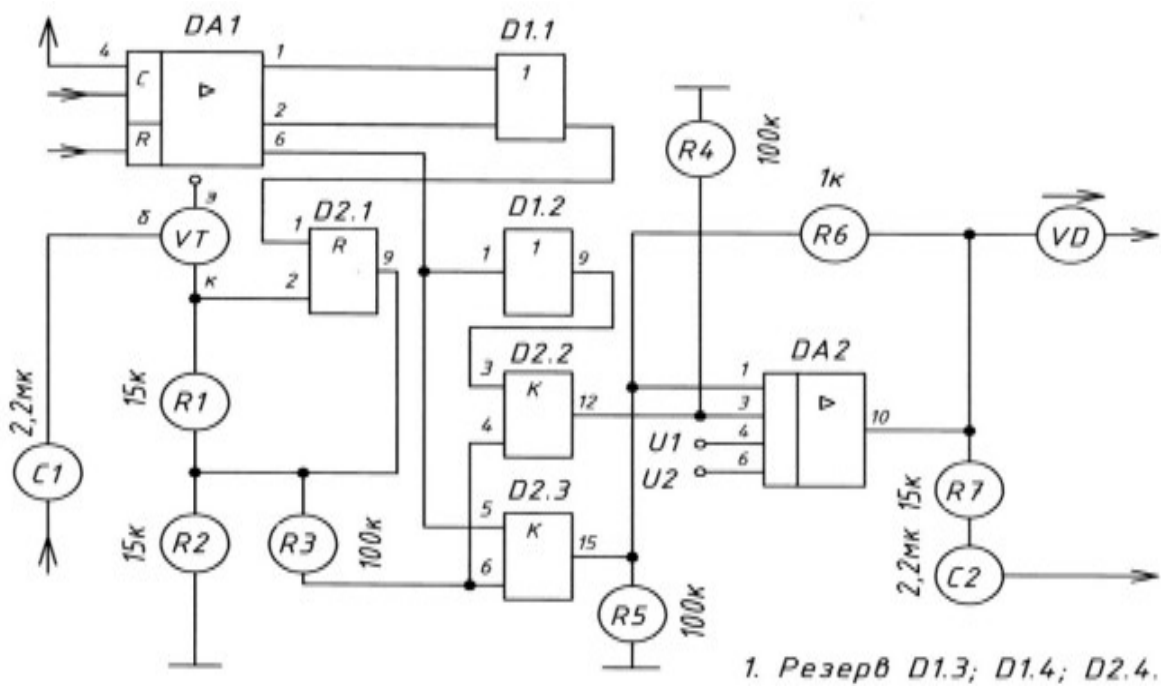 DA1
4
C
R
1
2
6
D1.1
1
э
б
VT
к
D2.1
1
R
2
9
D1.2
1
1
9
R4
100к
1к
R6
VD
DA2
1
3
4
6
10
U1
U2
D2.2
3
К
4
12
D2.3
5
К
6
15
2,2мк
C1
15к
R1
15к
R2
R3
100к
R5
100к
15к
R7
2,2мк
C2
1. Резерв D1.3; D1.4; D2.4.